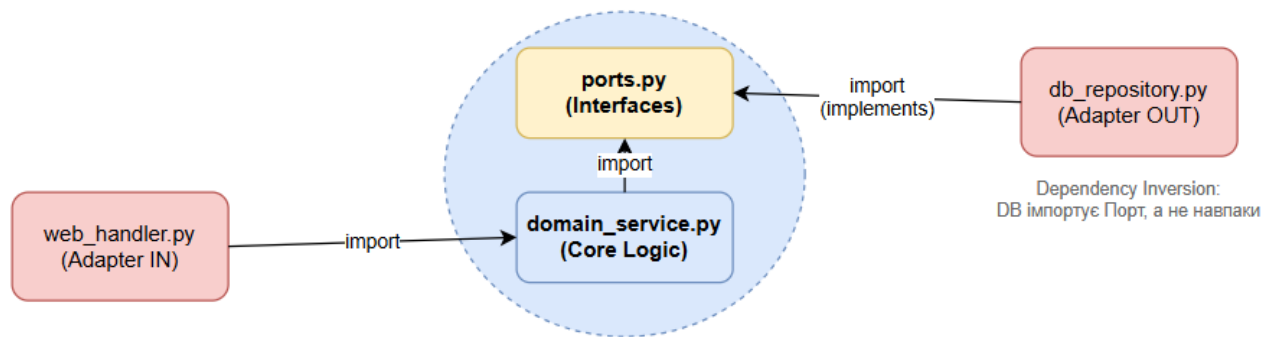 ports.py
(Interfaces)
import
(implements)
db_repository.py
(Adapter OUT)
import
Dependency Inversion:
DB імпортує Порт, а не навпаки
web_handler.py
(Adapter IN)
import
domain_service.py
(Core Logic)